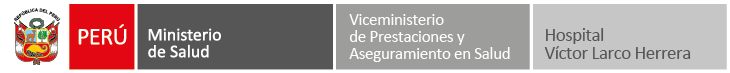 REPÚBLICA DEL PERÚ
PERÚ
Ministerio
de Salud
Viceministerio
de Prestaciones y
Aseguramiento en Salud
Hospital
Víctor Larco Herrera